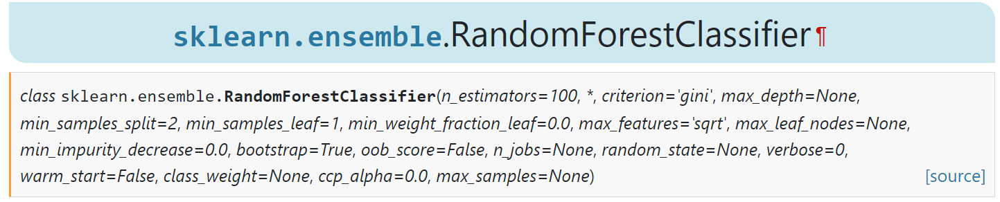 sklearn.ensemble.RandomForestClassifier¶
class sklearn.ensemble.RandomForestClassifier(n_estimators=100, *, criterion='gini', max_depth=None,
min_samples_split=2, min_samples_leaf=1, min_weight_fraction_leaf=0.0, max_features='sqrt', max_leaf_nodes=None,
min_impurity_decrease=0.0, bootstrap=True, oob_score=False, n_jobs=None, random_state=None, verbose=0,
warm_start=False, class_weight=None, ccp_alpha=0.0, max_samples=None) [source]